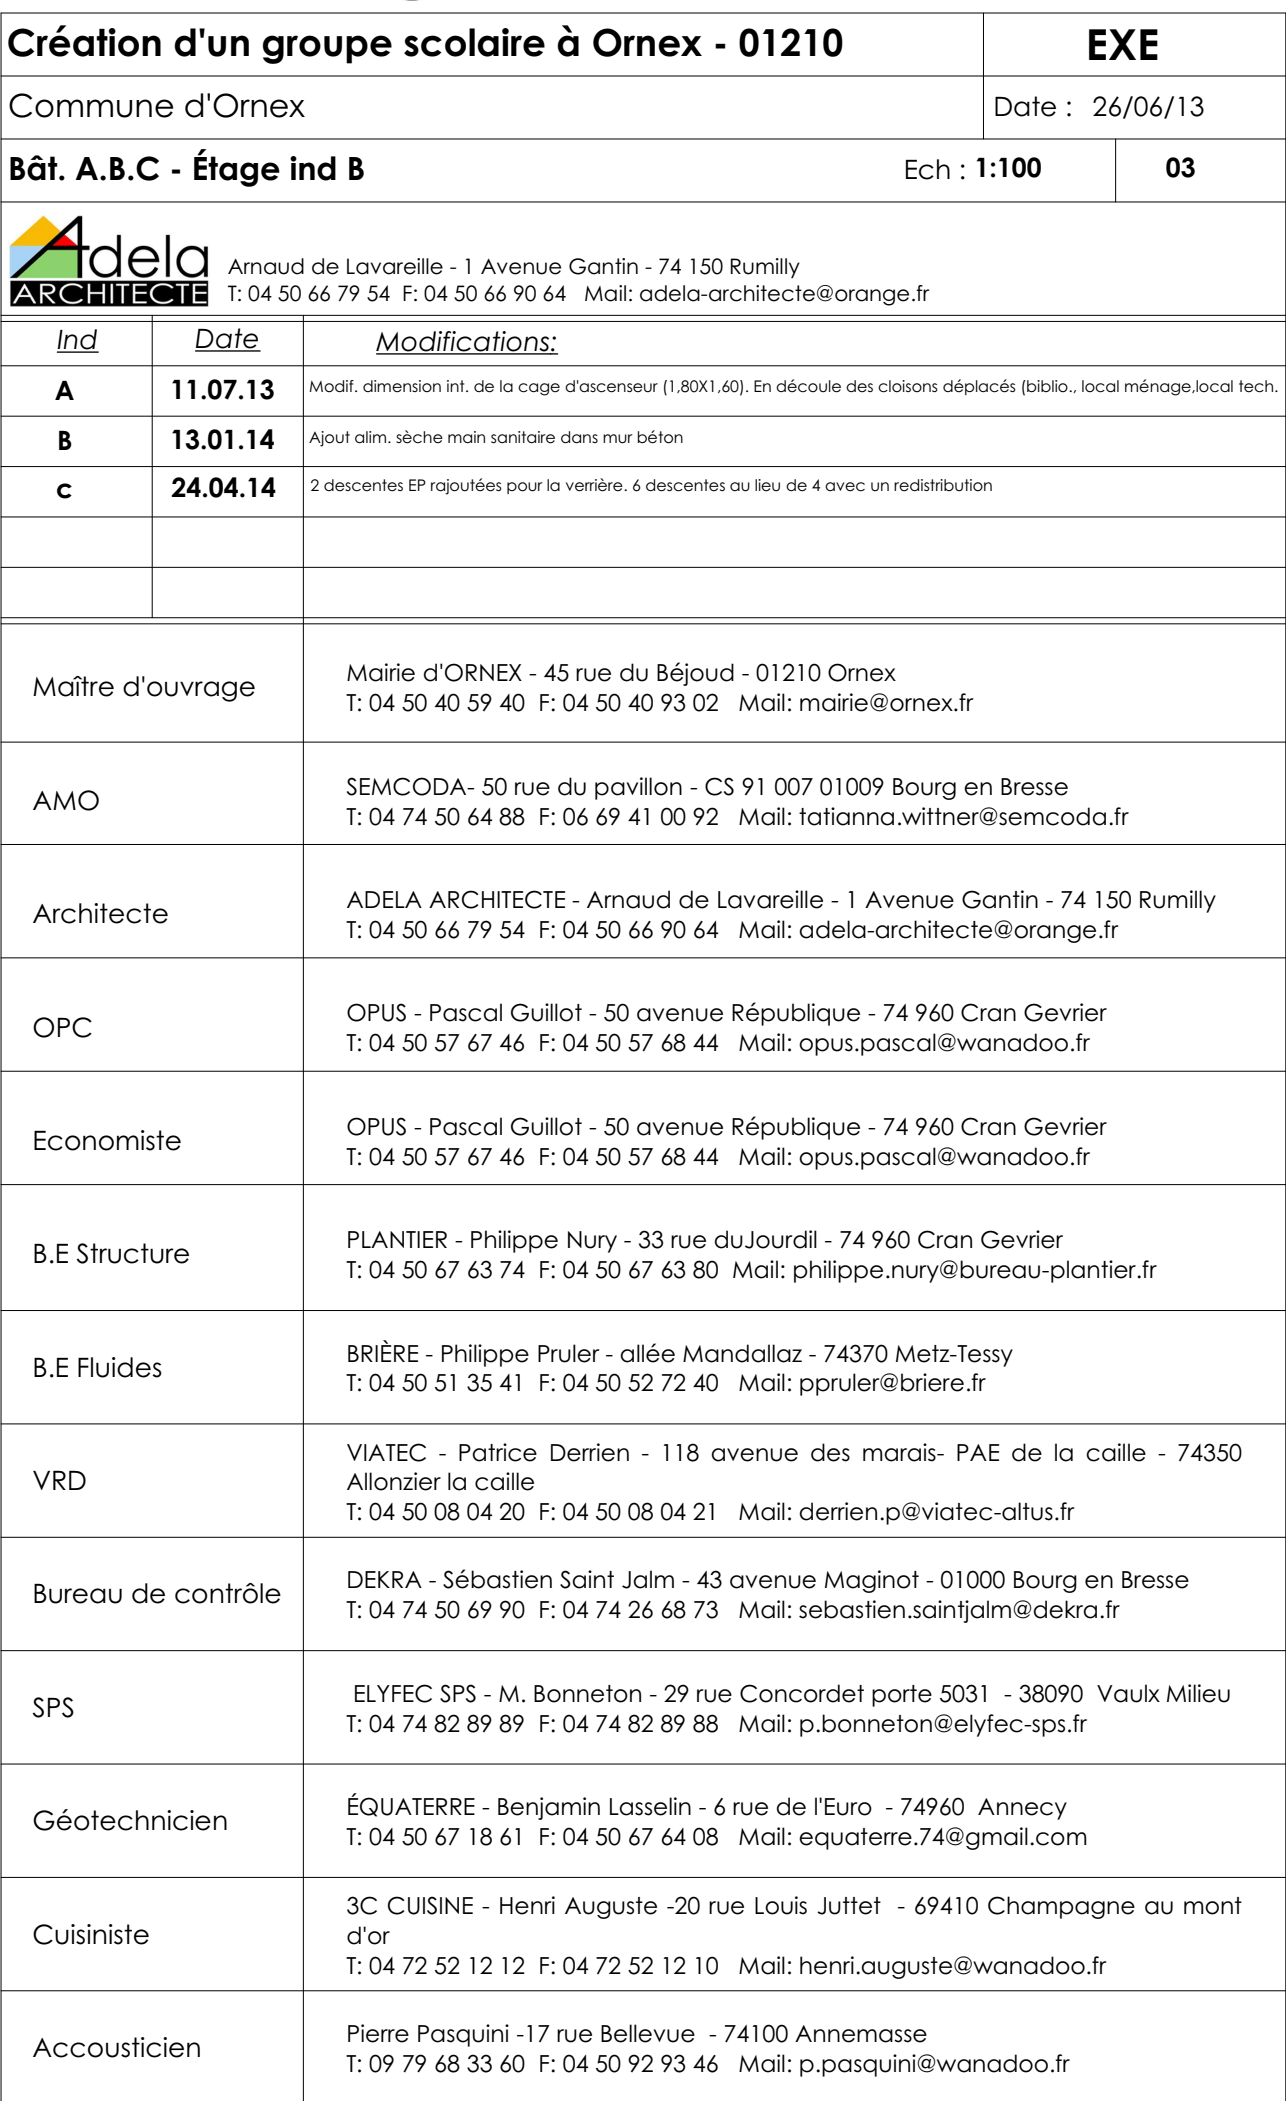 Création d'un groupe scolaire à Ornex - 01210
EXE
Commune d'Ornex
Date : 26/06/13
Bât. A.B.C - Étage ind B
Ech : 1:100
03
Adela
ARCHITECTE
Arnaud de Lavareille - 1 Avenue Gantin - 74 150 Rumilly
T: 04 50 66 79 54 F: 04 50 66 90 64 Mail: adela-architecte@orange.fr
Ind Date Modifications:
A 11.07.13 Modif. dimension int. de la cage d'ascenseur (1,80X1,60). En découle des cloisons déplacés (biblio., local ménage,local tech.
B 13.01.14 Ajout alim. sèche main sanitaire dans mur béton
c 24.04.14 2 descentes EP rajoutées pour la verrière. 6 descentes au lieu de 4 avec un redistribution
Maître d'ouvrage
Mairie d'ORNEX - 45 rue du Béjoud - 01210 Ornex
T: 04 50 40 59 40 F: 04 50 40 93 02 Mail: mairie@ornex.fr
AMO
SEMCODA- 50 rue du pavillon - CS 91 007 01009 Bourg en Bresse
T: 04 74 50 64 88 F: 06 69 41 00 92 Mail: tatianna.wittner@semcoda.fr
Architecte
ADELA ARCHITECTE - Arnaud de Lavareille - 1 Avenue Gantin - 74 150 Rumilly
T: 04 50 66 79 54 F: 04 50 66 90 64 Mail: adela-architecte@orange.fr
OPC
OPUS - Pascal Guillot - 50 avenue République - 74 960 Cran Gevrier
T: 04 50 57 67 46 F: 04 50 57 68 44 Mail: opus.pascal@wanadoo.fr
Economiste
OPUS - Pascal Guillot - 50 avenue République - 74 960 Cran Gevrier
T: 04 50 57 67 46 F: 04 50 57 68 44 Mail: opus.pascal@wanadoo.fr
B.E Structure
PLANTIER - Philippe Nury - 33 rue duJourdil - 74 960 Cran Gevrier
T: 04 50 67 63 74 F: 04 50 67 63 80 Mail: philippe.nury@bureau-plantier.fr
B.E Fluides
BRIÈRE - Philippe Pruler - allée Mandallaz - 74370 Metz-Tessy
T: 04 50 51 35 41 F: 04 50 52 72 40 Mail: ppruler@briere.fr
VRD
VIATEC - Patrice Derrien - 118 avenue des marais- PAE de la caille - 74350
Allonzier la caille
T: 04 50 08 04 20 F: 04 50 08 04 21 Mail: derrien.p@viatec-altus.fr
Bureau de contrôle
DEKRA - Sébastien Saint Jalm - 43 avenue Maginot - 01000 Bourg en Bresse
T: 04 74 50 69 90 F: 04 74 26 68 73 Mail: sebastien.saintjalm@dekra.fr
SPS
ELYFEC SPS - M. Bonneton - 29 rue Concordet porte 5031 - 38090 Vaulx Milieu
T: 04 74 82 89 89 F: 04 74 82 89 88 Mail: p.bonneton@elyfec-sps.fr
Géotechnicien
ÉQUATERRE - Benjamin Lasselin - 6 rue de l'Euro - 74960 Annecy
T: 04 50 67 18 61 F: 04 50 67 64 08 Mail: equaterre.74@gmail.com
Cuisiniste
3C CUISINE - Henri Auguste -20 rue Louis Juttet - 69410 Champagne au mont
d'or
T: 04 72 52 12 12 F: 04 72 52 12 10 Mail: henri.auguste@wanadoo.fr
Accousticien
Pierre Pasquini -17 rue Bellevue - 74100 Annemasse
T: 09 79 68 33 60 F: 04 50 92 93 46 Mail: p.pasquini@wanadoo.fr